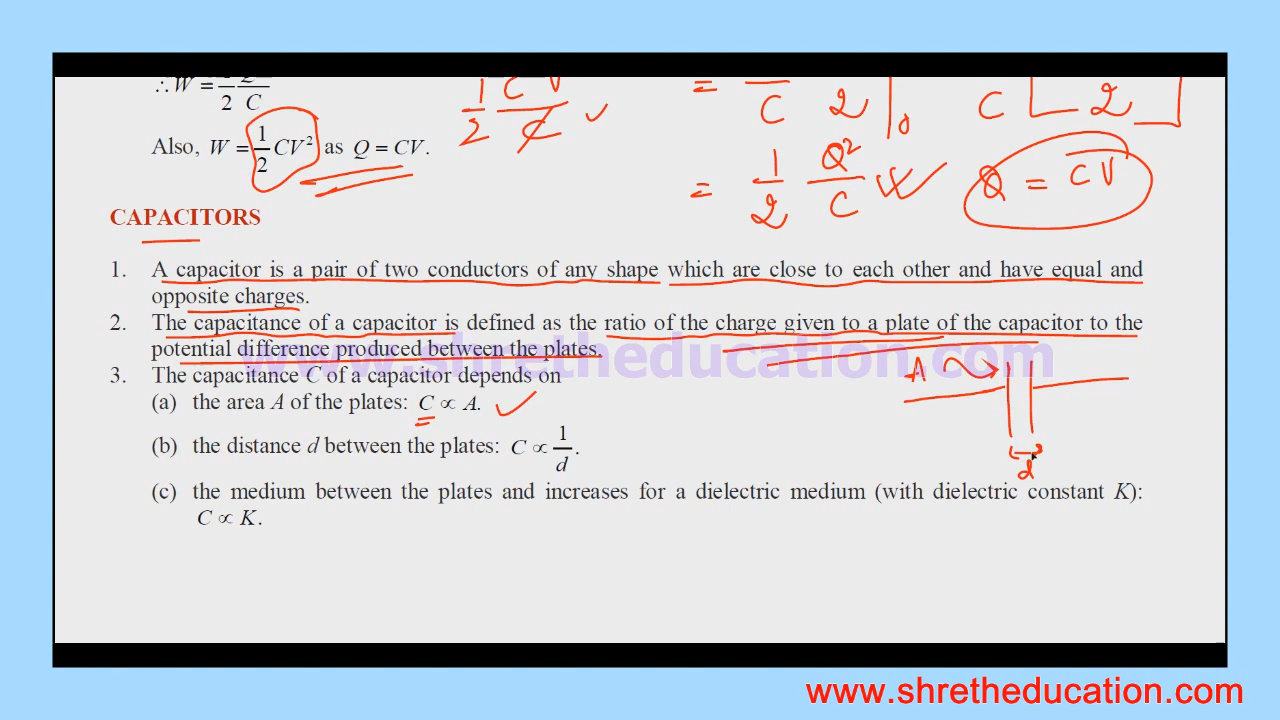 ∴ W = 1/2 Q²/C
1/2 CV/C
= C 2 | 0
C [ 2 ]
Also, W = 1/2 CV² as Q = CV.
= 1/2 Q²/C
Q = CV
CAPACITORS
1. A capacitor is a pair of two conductors of any shape which are close to each other and have equal and
opposite charges.
2. The capacitance of a capacitor is defined as the ratio of the charge given to a plate of the capacitor to the
potential difference produced between the plates.
www.shretheducation.com
3. The capacitance C of a capacitor depends on
A
(a) the area A of the plates: C ∝ A.
(b) the distance d between the plates: C ∝ 1/d.
d
(c) the medium between the plates and increases for a dielectric medium (with dielectric constant K):
C ∝ K.
www.shretheducation.com